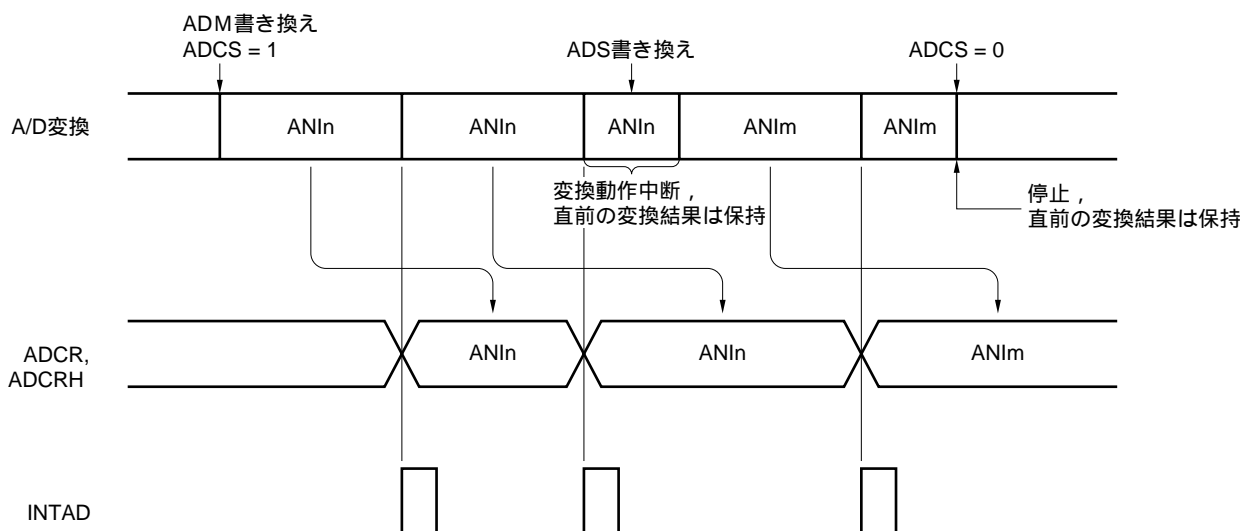 ADM書き換え
ADCS = 1
ADS書き換え
ADCS = 0
A/D変換
ANIn
ANIn
ANIn
ANIm
ANIm
変換動作中断，
直前の変換結果は保持
停止，
直前の変換結果は保持
ADCR,
ADCRH
ANIn
ANIn
ANIm
INTAD